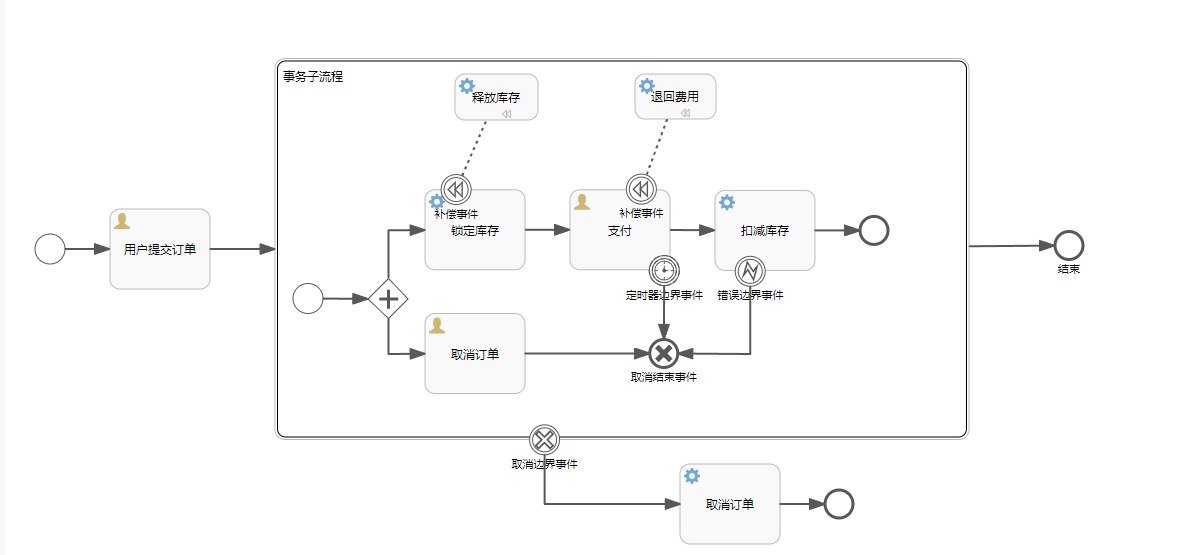 事务子流程
释放库存
退回费用
补偿事件
锁定库存
补偿事件
支付
扣减库存
用户提交订单
结束
定时器边界事件
错误边界事件
取消订单
取消结束事件
取消边界事件
取消订单